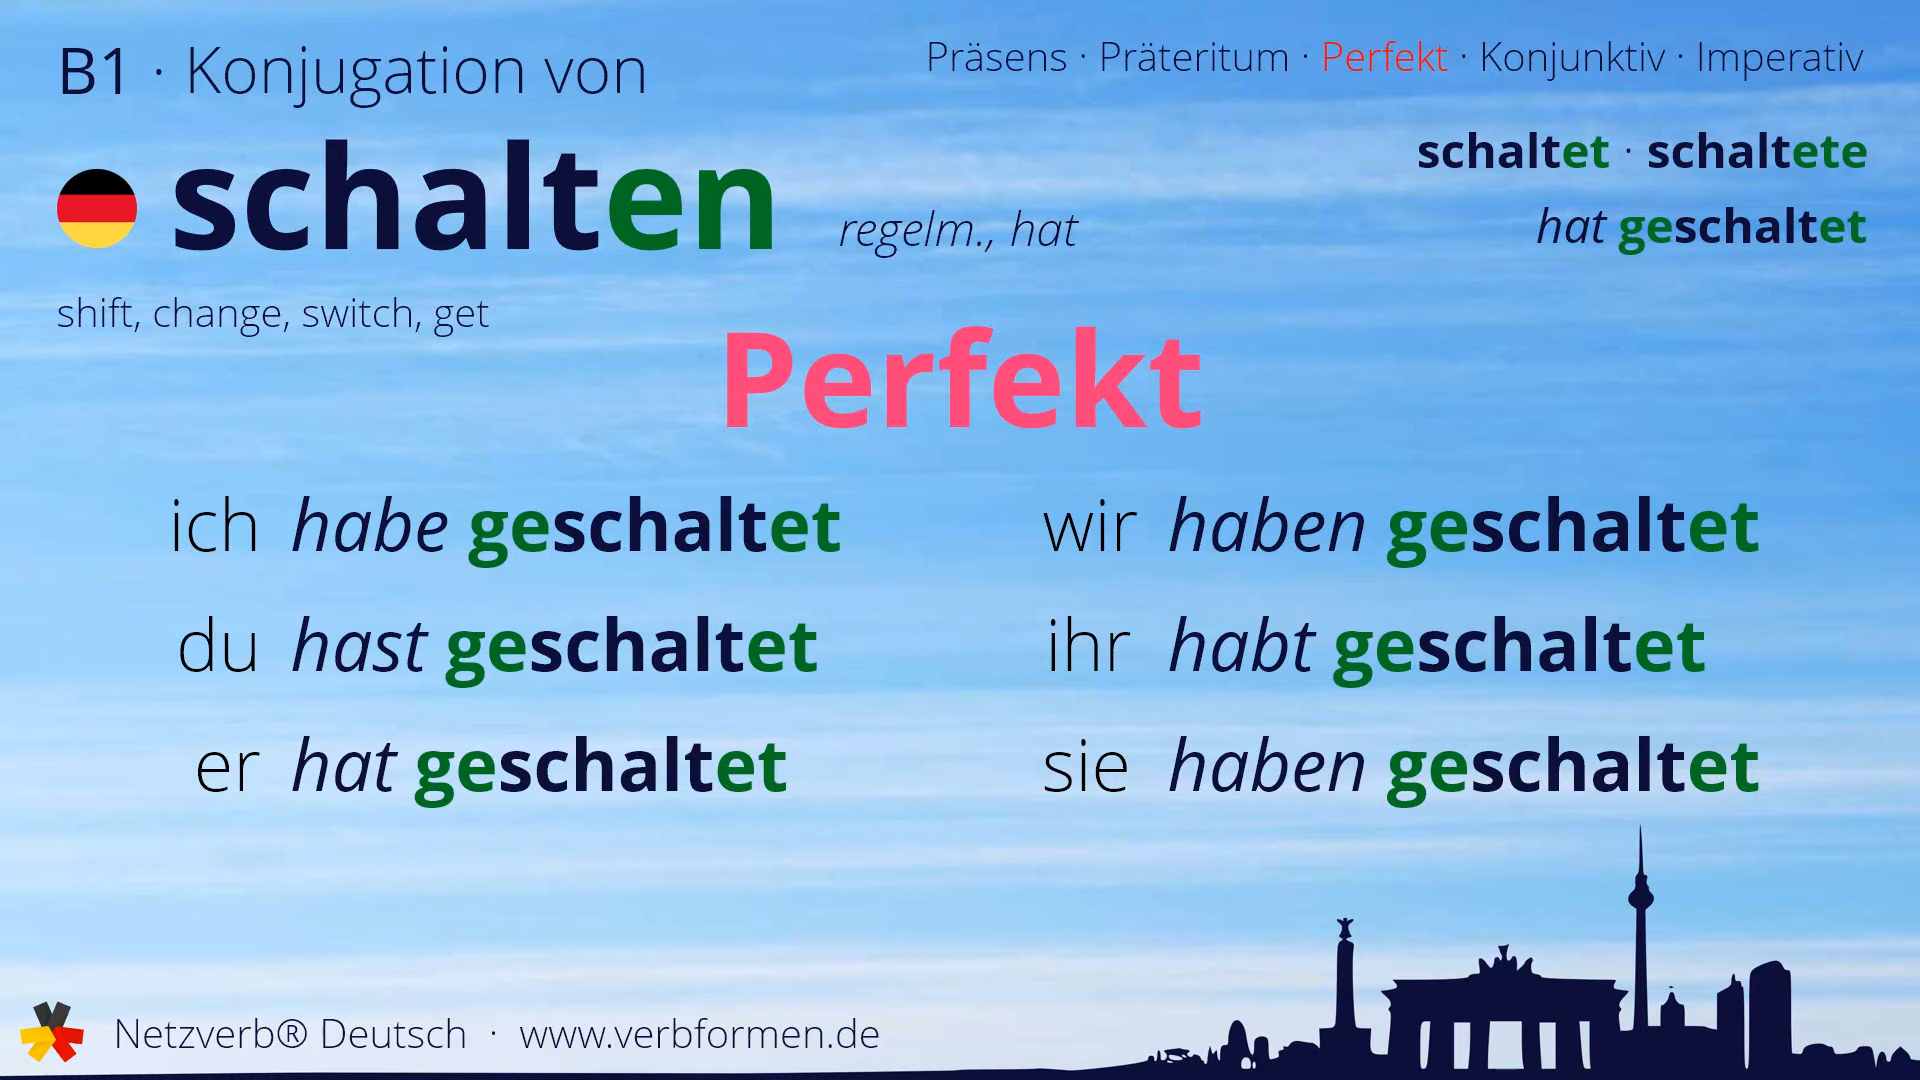 B1 · Konjugation von
Präsens · Präteritum · Perfekt · Konjunktiv · Imperativ
schalten regelm., hat
schaltet · schaltete
hat geschaltet
shift, change, switch, get
Perfekt
ich habe geschaltet
du hast geschaltet
er hat geschaltet
wir haben geschaltet
ihr habt geschaltet
sie haben geschaltet
Netzverb® Deutsch · www.verbformen.de